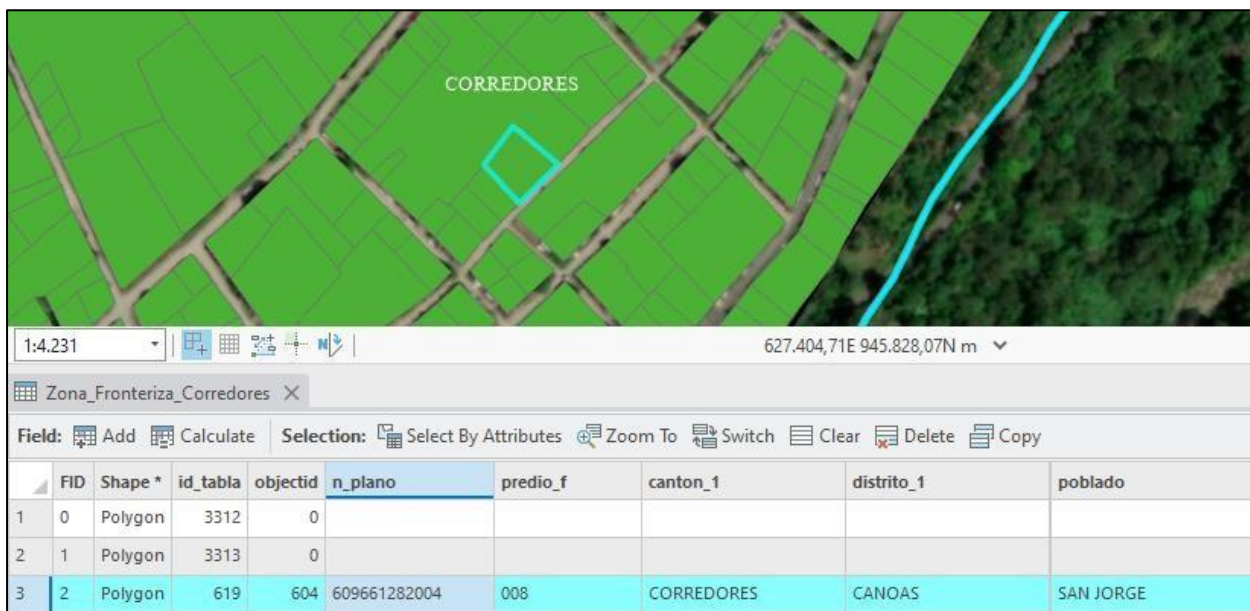 CORREDORES
1:4.231 627.404,71E 945.828,07N m
Zona_Fronteriza_Corredores
Field: Add Calculate Selection: Select By Attributes Zoom To Switch Clear Delete Copy
FID Shape * id_tabla objectid n_plano predio_f canton_1 distrito_1 poblado
1 0 Polygon 3312 0
2 1 Polygon 3313 0
3 2 Polygon 619 604 609661282004 008 CORREDORES CANOAS SAN JORGE